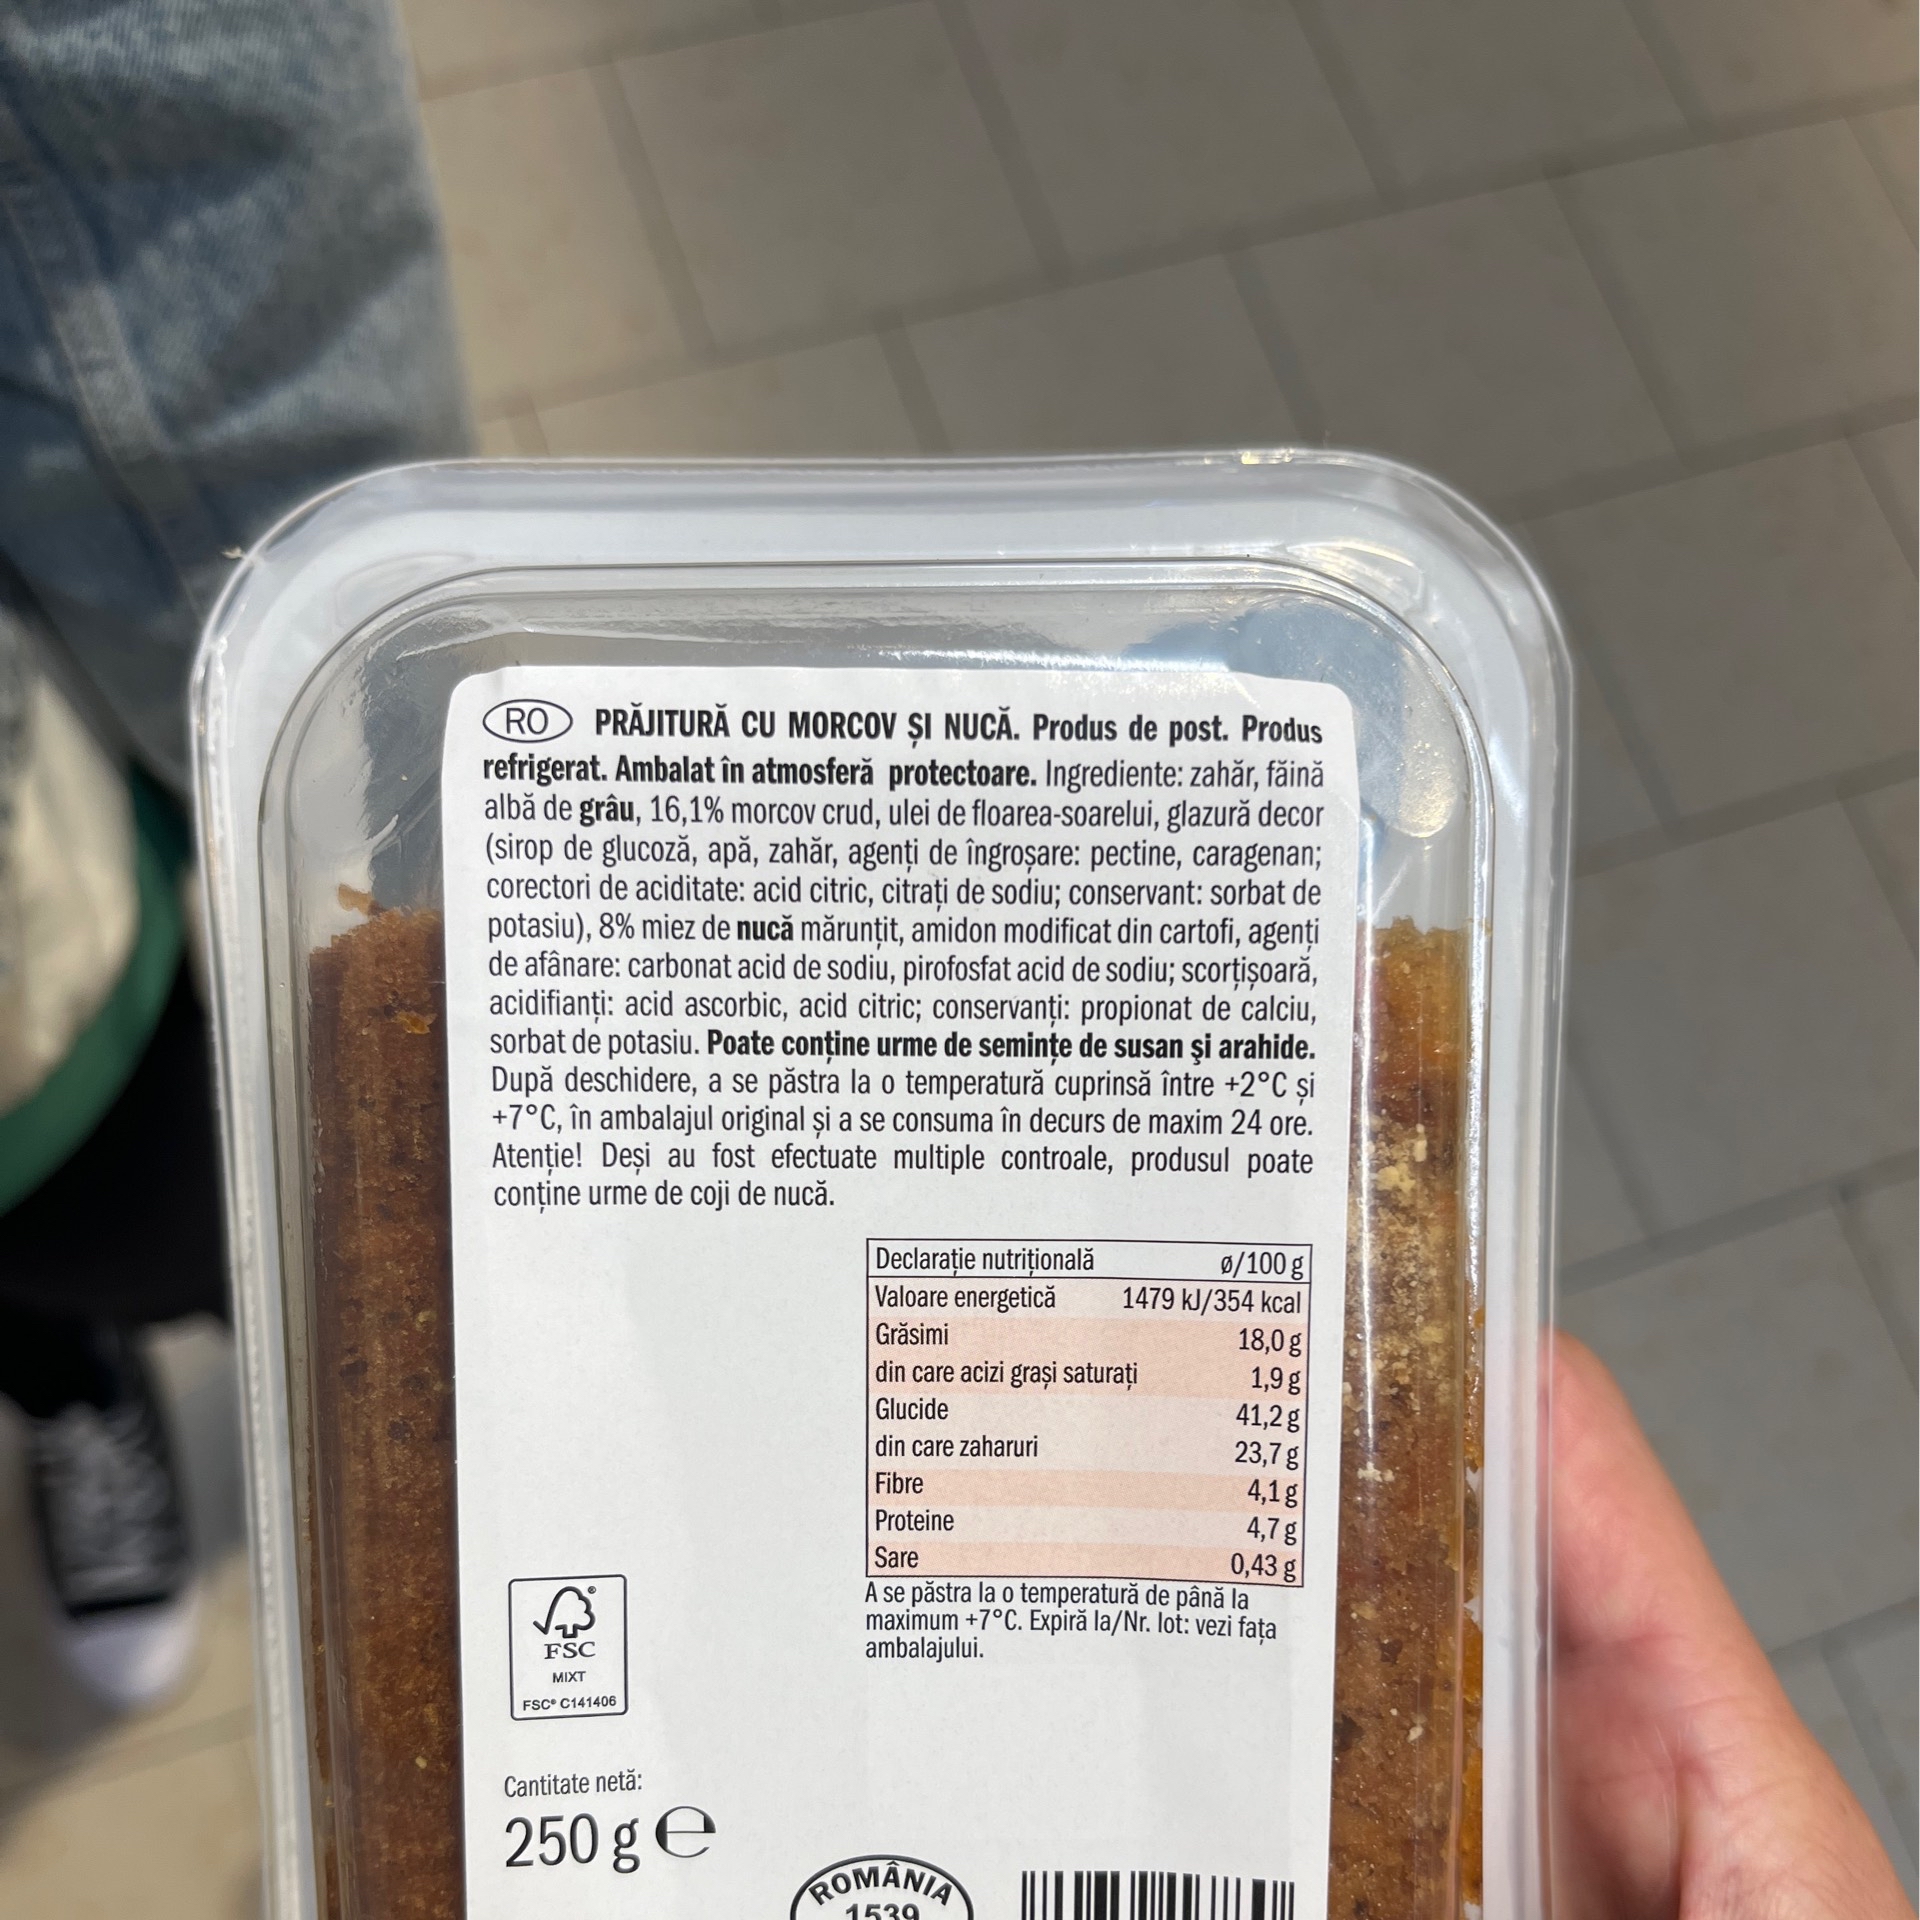 RO PRĂJITURĂ CU MORCOV ȘI NUCĂ. Produs de post. Produs
refrigerat. Ambalat în atmosferă protectoare. Ingrediente: zahăr, făină
albă de grâu, 16,1% morcov crud, ulei de floarea-soarelui, glazură decor
(sirop de glucoză, apă, zahăr, agenți de îngroșare: pectine, caragenan;
corectori de aciditate: acid citric, citrați de sodiu; conservant: sorbat de
potasiu), 8% miez de nucă mărunțit, amidon modificat din cartofi, agenți
de afânare: carbonat acid de sodiu, pirofosfat acid de sodiu; scorțișoară,
acidifianți: acid ascorbic, acid citric; conservanți: propionat de calciu,
sorbat de potasiu. Poate conține urme de semințe de susan și arahide.
După deschidere, a se păstra la o temperatură cuprinsă între +2°C și
+7°C, în ambalajul original și a se consuma în decurs de maxim 24 ore.
Atenție! Deși au fost efectuate multiple controale, produsul poate
conține urme de coji de nucă.
Declarație nutrițională ø/100 g
Valoare energetică 1479 kJ/354 kcal
Grăsimi 18,0 g
din care acizi grași saturați 1,9 g
Glucide 41,2 g
din care zaharuri 23,7 g
Fibre 4,1 g
Proteine 4,7 g
Sare 0,43 g
A se păstra la o temperatură de până la
maximum +7°C. Expiră la/Nr. lot: vezi fața
ambalajului.
FSC
MIXT
FSC® C141406
Cantitate netă:
250 g ℮
ROMÂNIA
1539